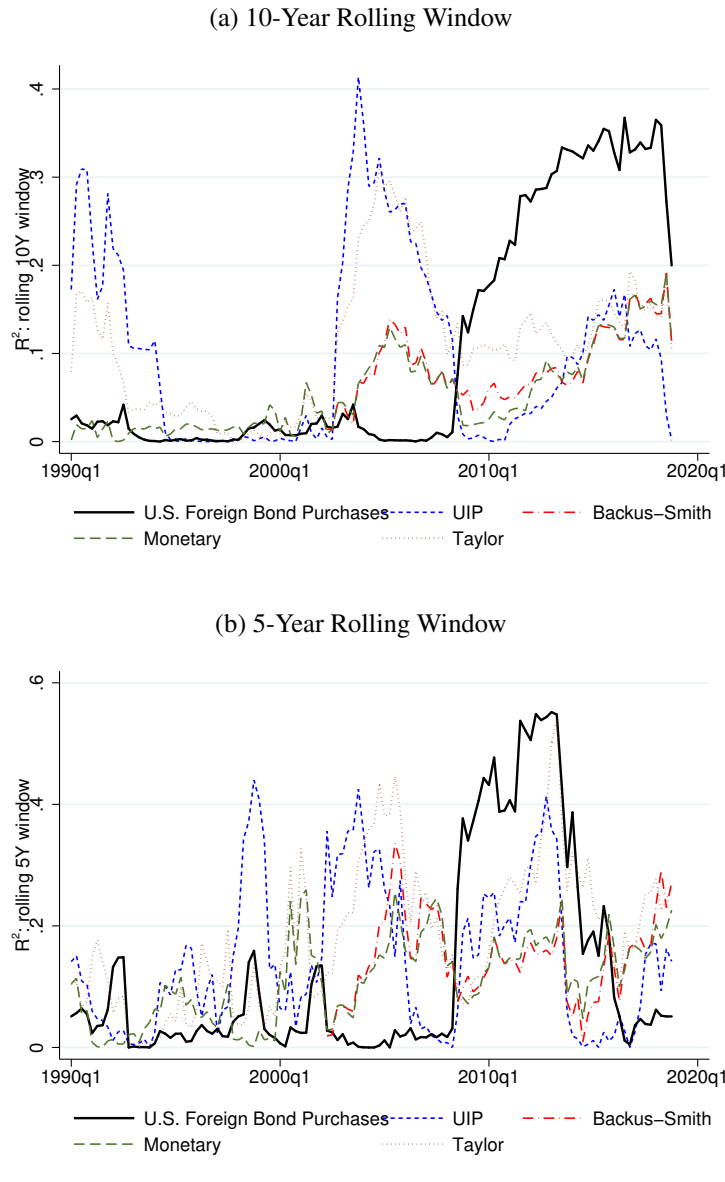 (a) 10-Year Rolling Window
.4
.3
.2
.1
0
R²: rolling 10Y window
1990q1 2000q1 2010q1 2020q1
U.S. Foreign Bond Purchases UIP Backus−Smith
Monetary Taylor
(b) 5-Year Rolling Window
.6
.4
.2
0
R²: rolling 5Y window
1990q1 2000q1 2010q1 2020q1
U.S. Foreign Bond Purchases UIP Backus−Smith
Monetary Taylor